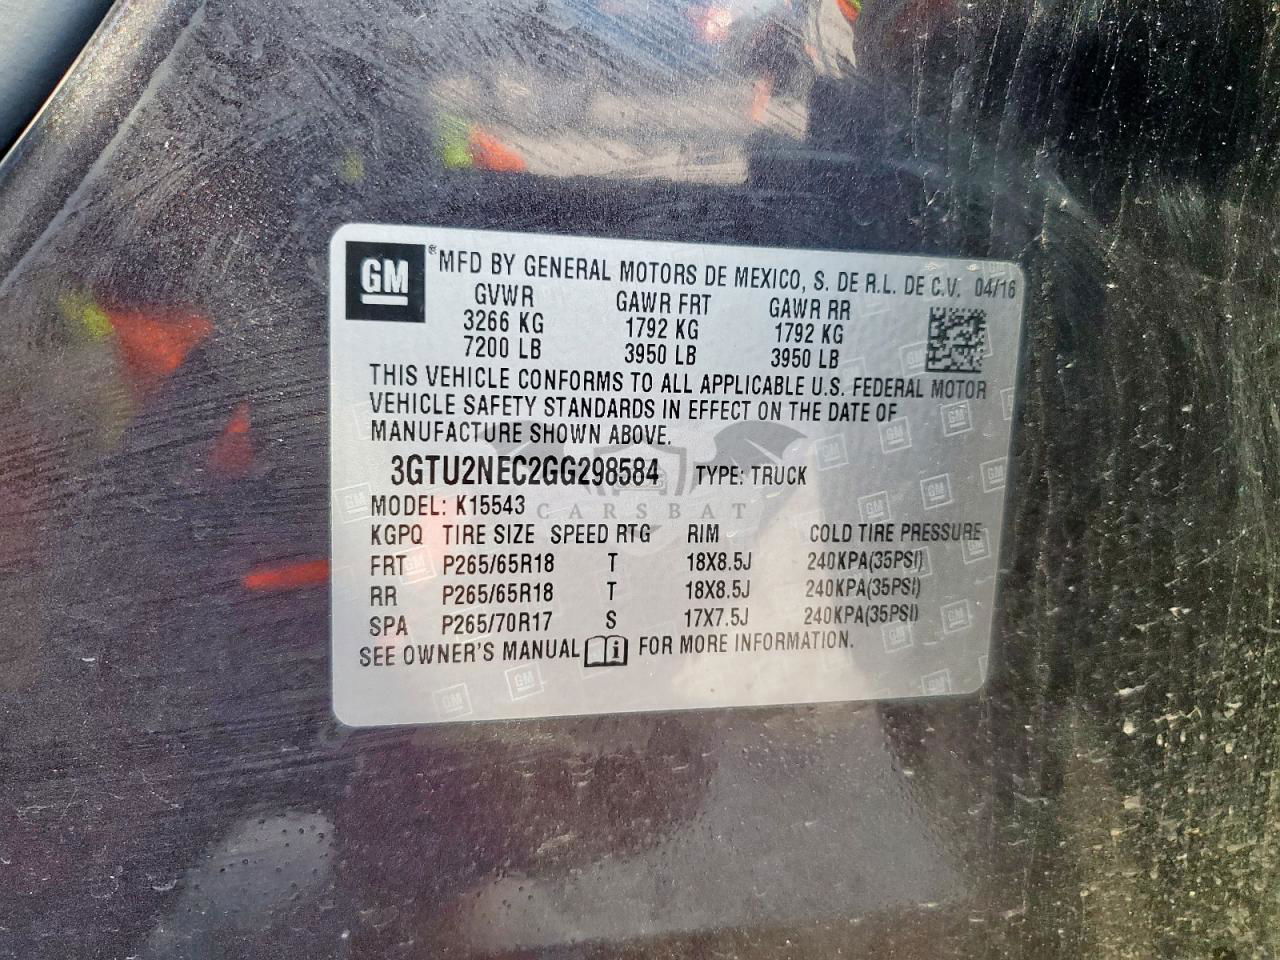 GM ® MFD BY GENERAL MOTORS DE MEXICO, S. DE R.L. DE C.V. 04/16
GVWR GAWR FRT GAWR RR
3266 KG 1792 KG 1792 KG
7200 LB 3950 LB 3950 LB
THIS VEHICLE CONFORMS TO ALL APPLICABLE U.S. FEDERAL MOTOR
VEHICLE SAFETY STANDARDS IN EFFECT ON THE DATE OF
MANUFACTURE SHOWN ABOVE.
3GTU2NEC2GG298584 TYPE: TRUCK
MODEL: K15543
CARSBAT
KGPQ TIRE SIZE SPEED RTG RIM COLD TIRE PRESSURE
FRT P265/65R18 T 18X8.5J 240KPA(35PSI)
RR P265/65R18 T 18X8.5J 240KPA(35PSI)
SPA P265/70R17 S 17X7.5J 240KPA(35PSI)
SEE OWNER'S MANUAL i FOR MORE INFORMATION.